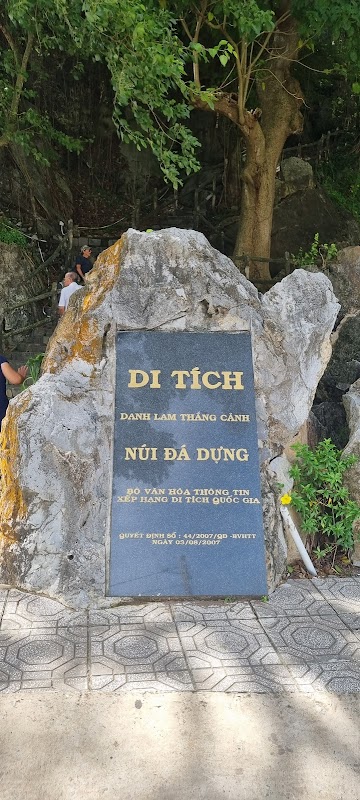 DI TÍCH
DANH LAM THẮNG CẢNH
NÚI ĐÁ DỰNG
BỘ VĂN HÓA THÔNG TIN
XẾP HẠNG DI TÍCH QUỐC GIA
QUYẾT ĐỊNH SỐ : 44/2007/QĐ -BVHTT
NGÀY 03/08/2007